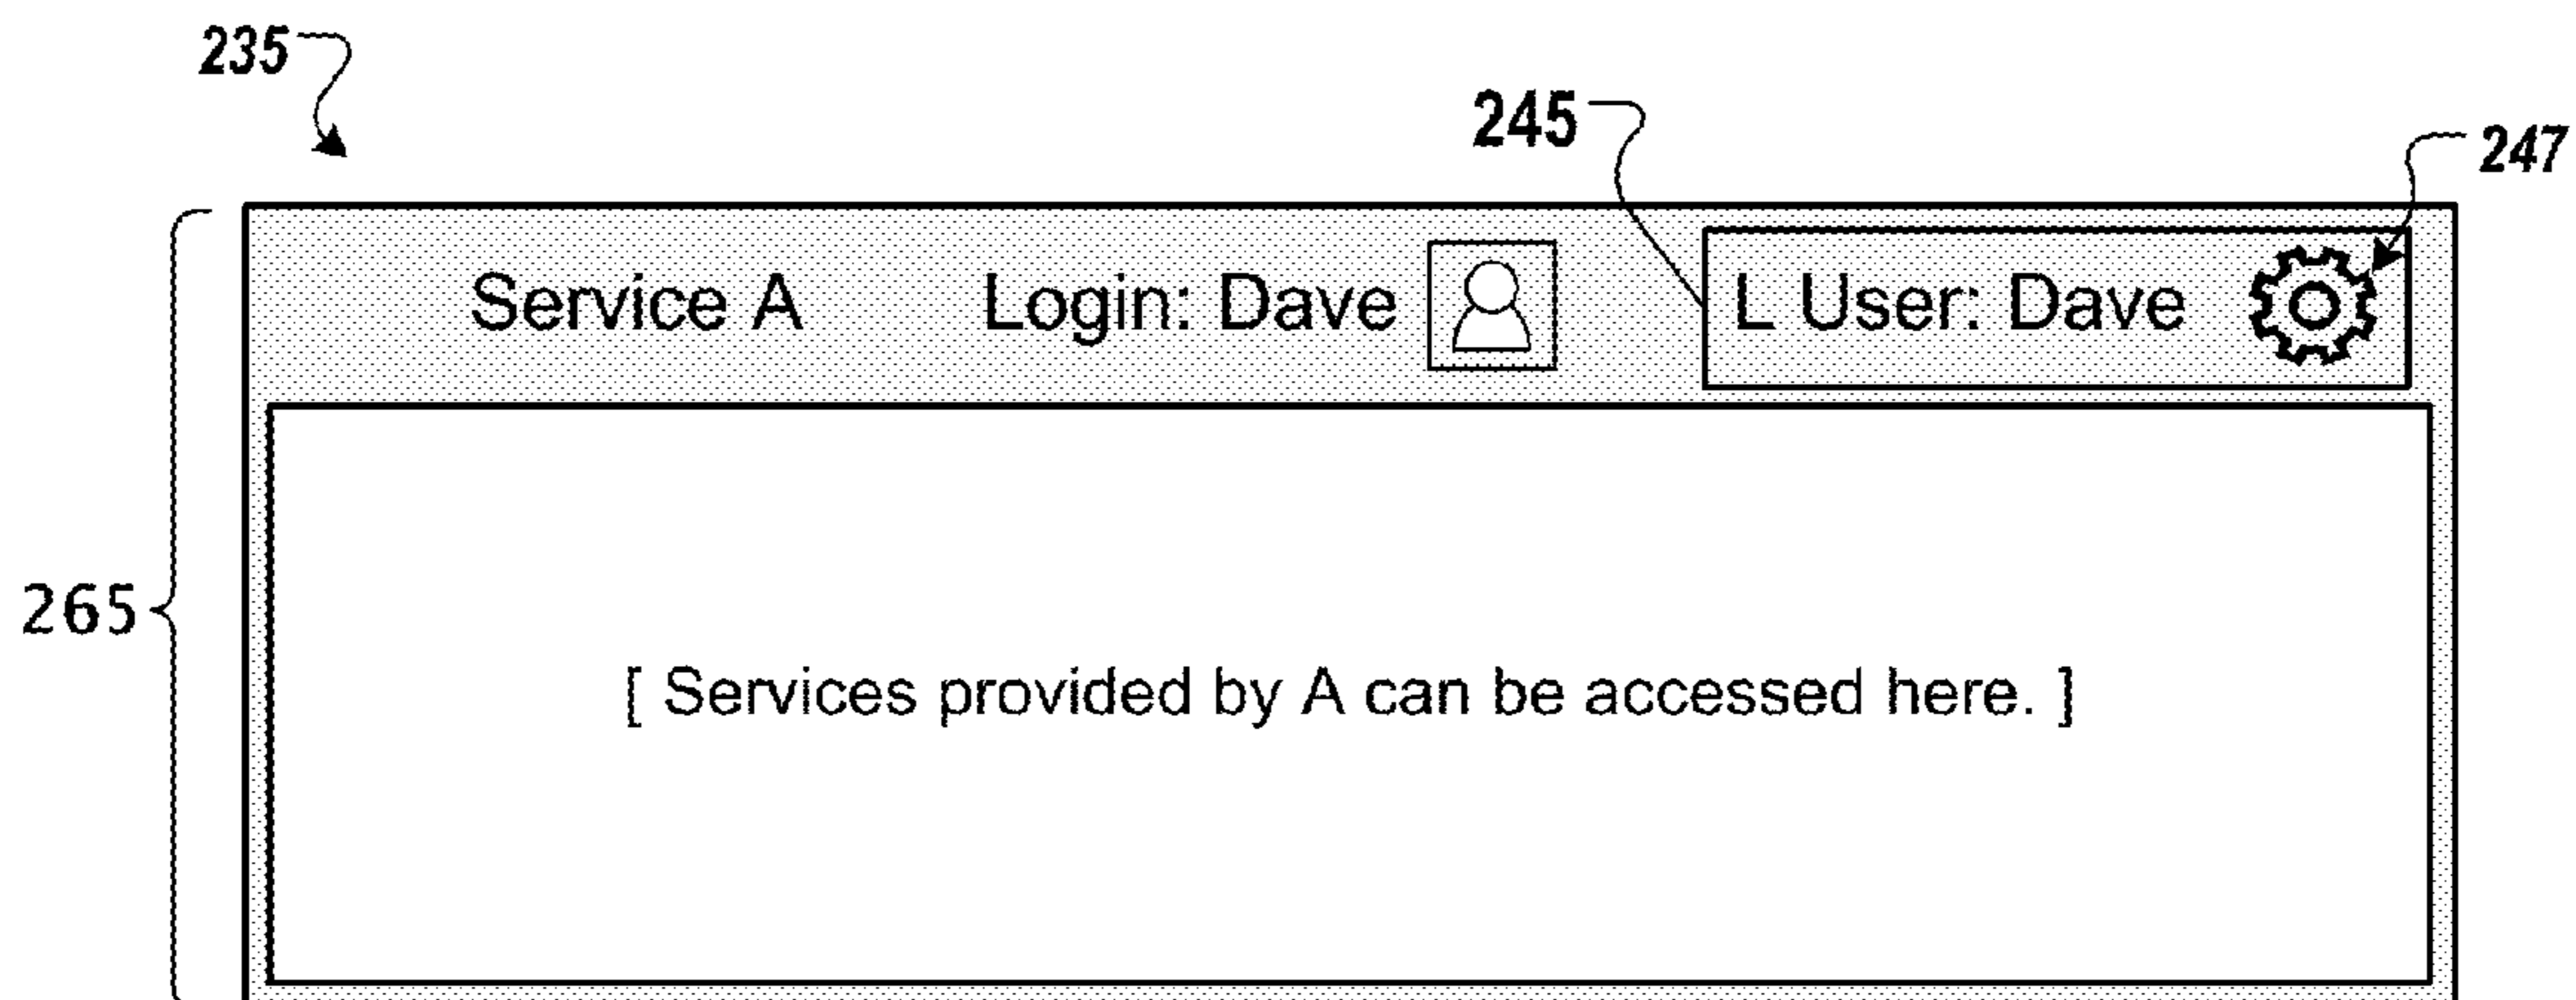 235
245
247
Service A Login: Dave L User: Dave
265
[ Services provided by A can be accessed here. ]